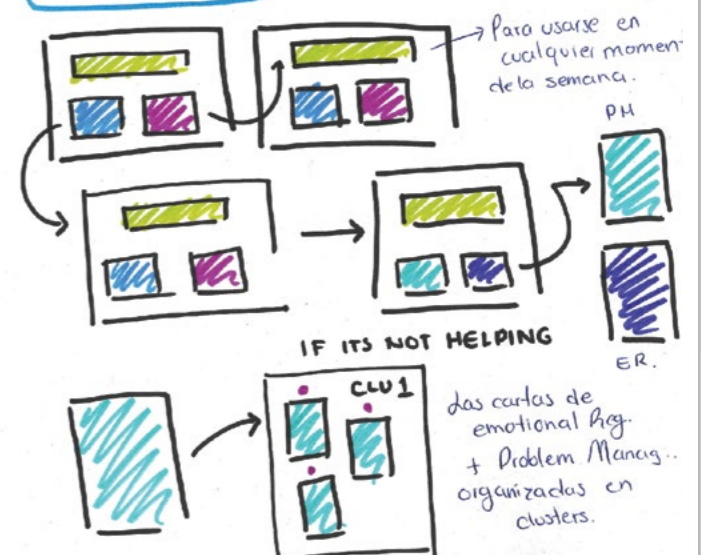 Para usarse en
cualquier momen
de la semana.
PM
IF ITS NOT HELPING
ER.
CLU1
Las cartas de
emotional Reg.
+ Problem Manag..
organizadas en
clusters.